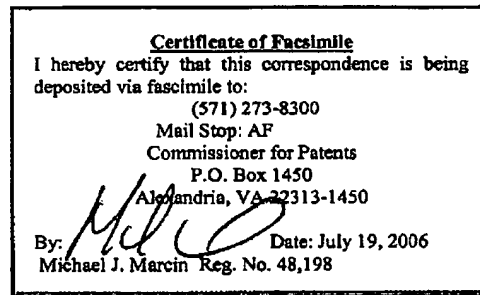 Certificate of Facsimile
I hereby certify that this correspondence is being
deposited via fascimile to:
(571) 273-8300
Mail Stop: AF
Commissioner for Patents
P.O. Box 1450
Alexandria, VA 22313-1450
By: Date: July 19, 2006
Michael J. Marcin Reg. No. 48,198